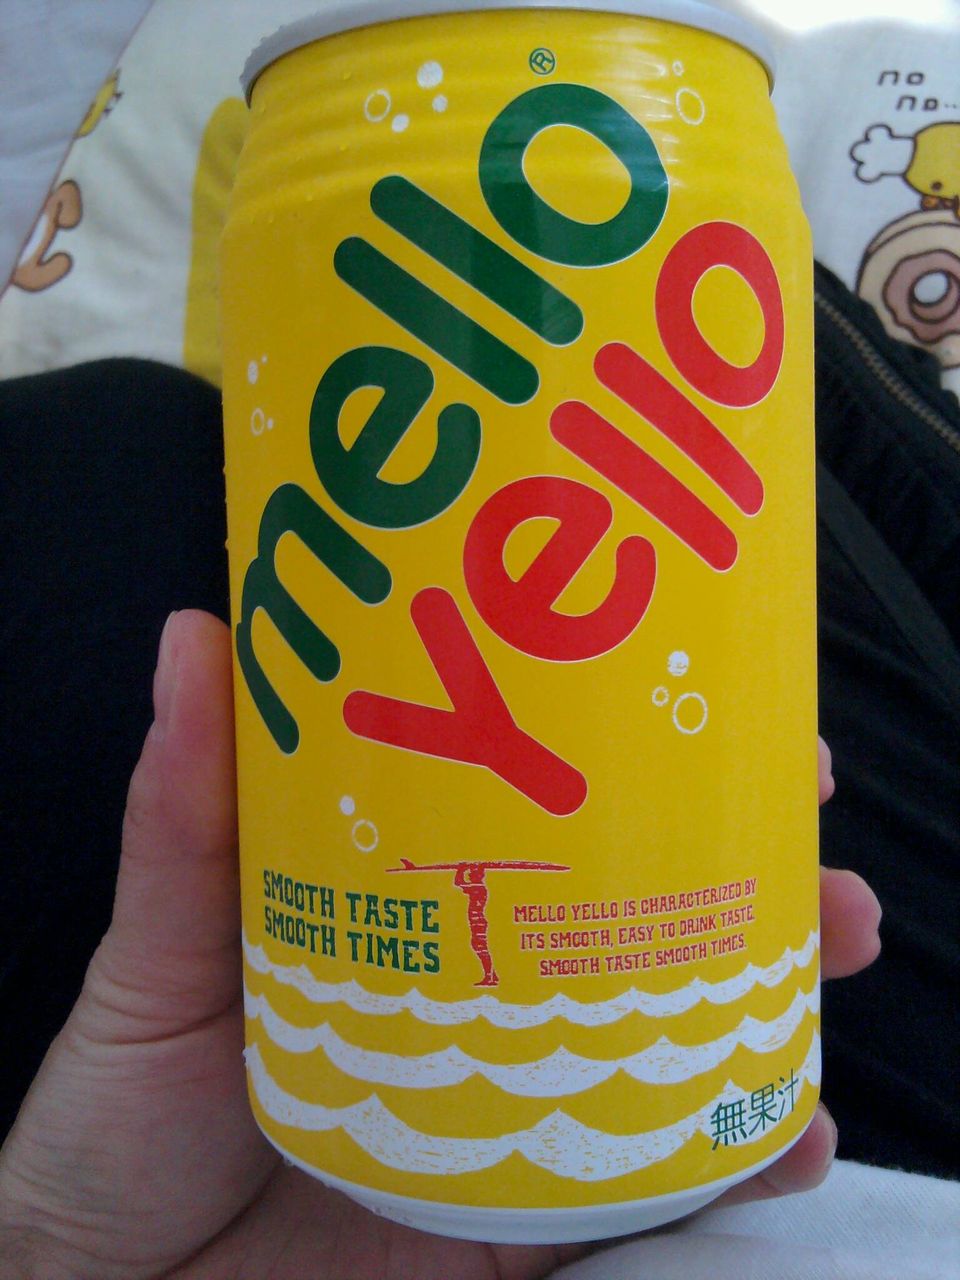 no
no..
®
mello
Yello
SMOOTH TASTE
SMOOTH TIMES
MELLO YELLO IS CHARACTERIZED BY
ITS SMOOTH, EASY TO DRINK TASTE.
SMOOTH TASTE SMOOTH TIMES.
無果汁